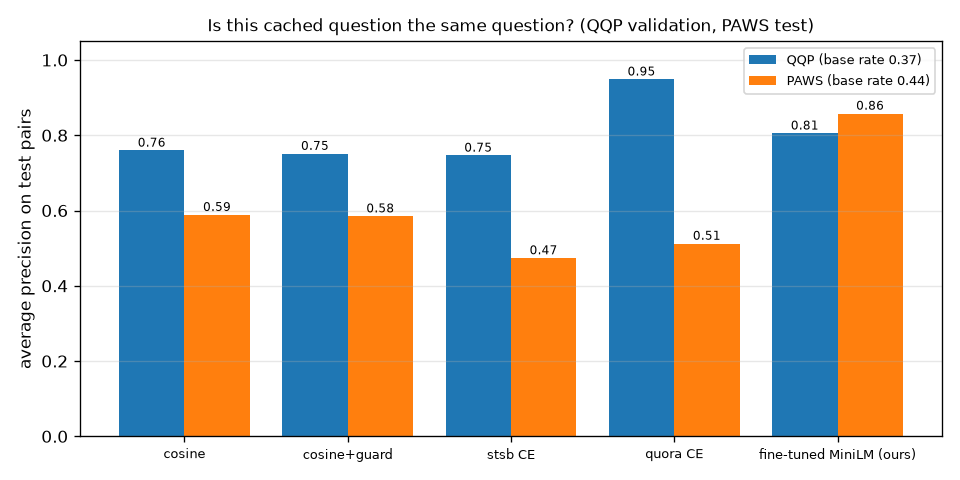 Is this cached question the same question? (QQP validation, PAWS test)
QQP (base rate 0.37)
PAWS (base rate 0.44)
average precision on test pairs
1.0
0.8
0.6
0.4
0.2
0.0
0.76
0.59
0.75
0.58
0.75
0.47
0.95
0.51
0.81
0.86
cosine
cosine+guard
stsb CE
quora CE
fine-tuned MiniLM (ours)